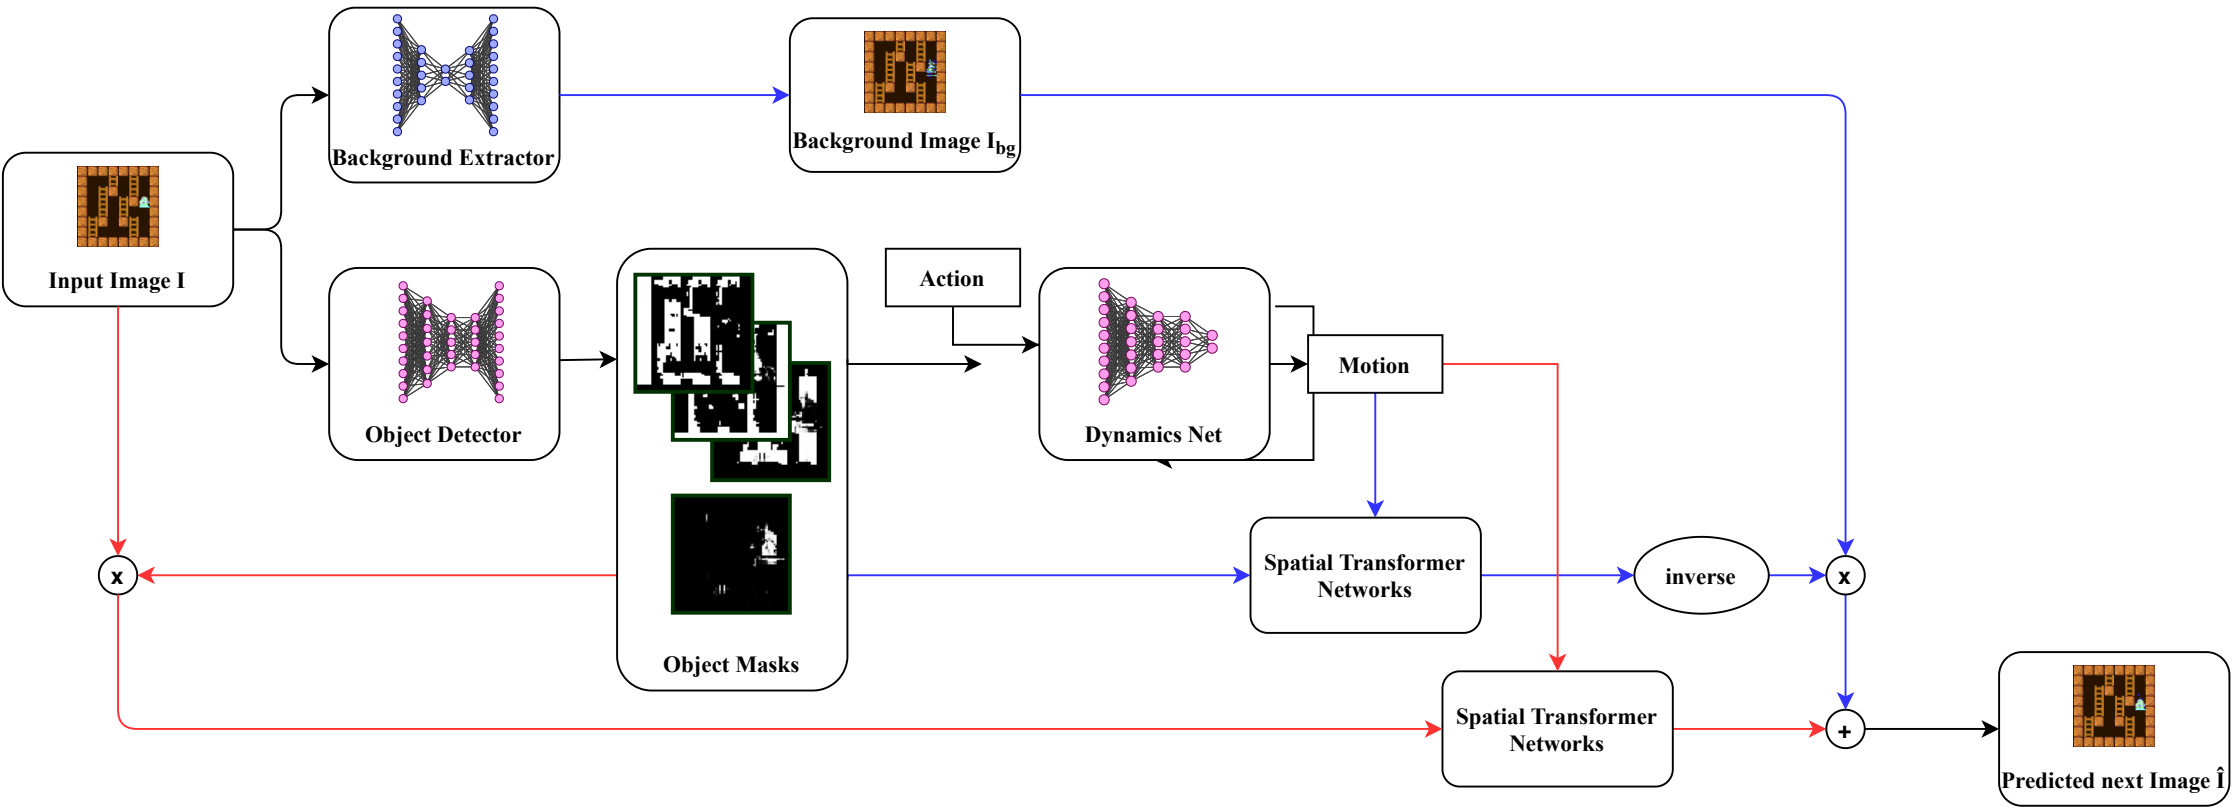 Background Extractor
Background Image I_bg
Input Image I
Object Detector
Object Masks
Action
Dynamics Net
Motion
Spatial Transformer
Networks
inverse
x
x
Spatial Transformer
Networks
+
Predicted next Image Î